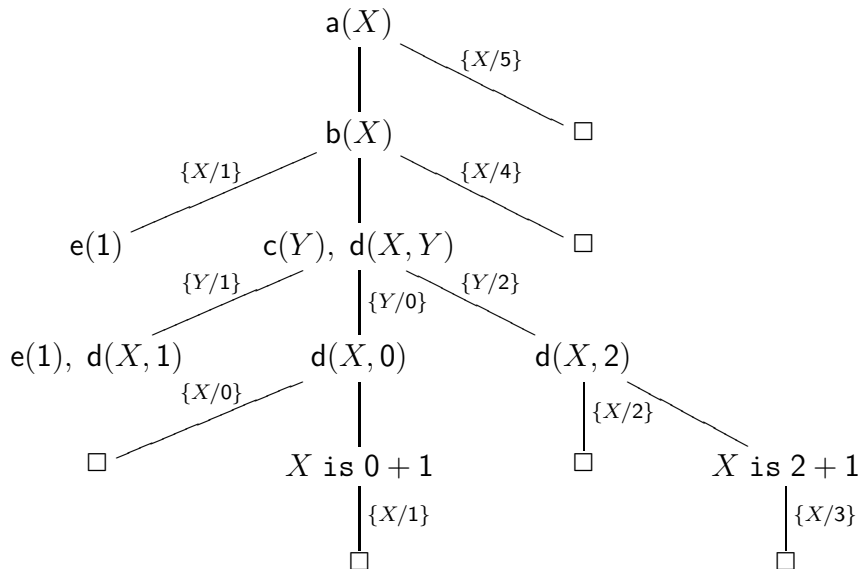 a(X)
{X/5}
□
b(X)
{X/1} {X/4}
e(1) c(Y), d(X, Y) □
{Y/1} {Y/0} {Y/2}
e(1), d(X, 1) d(X, 0) d(X, 2)
{X/0} {X/2}
□ X is 0 + 1 □ X is 2 + 1
{X/1} {X/3}
□ □